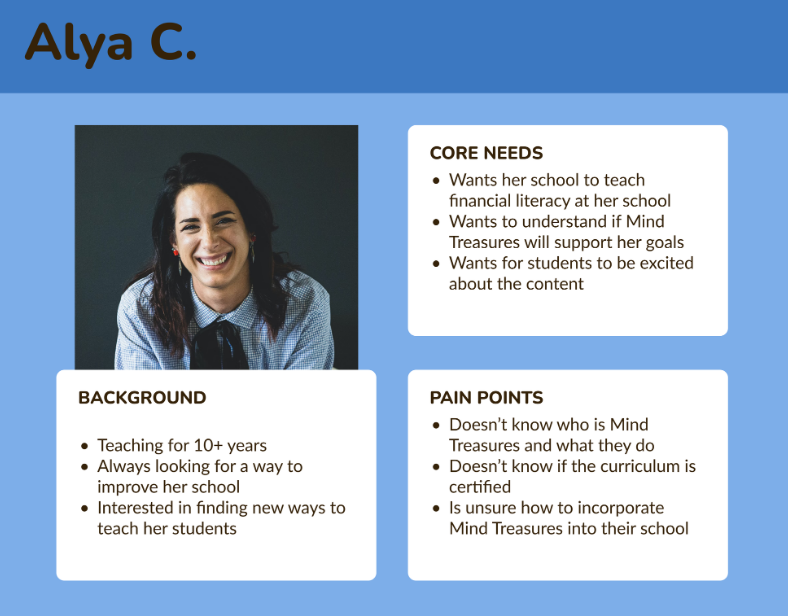 Alya C.
CORE NEEDS
• Wants her school to teach
financial literacy at her school
• Wants to understand if Mind
Treasures will support her goals
• Wants for students to be excited
about the content
BACKGROUND
• Teaching for 10+ years
• Always looking for a way to
improve her school
• Interested in finding new ways to
teach her students
PAIN POINTS
• Doesn’t know who is Mind
Treasures and what they do
• Doesn’t know if the curriculum is
certified
• Is unsure how to incorporate
Mind Treasures into their school